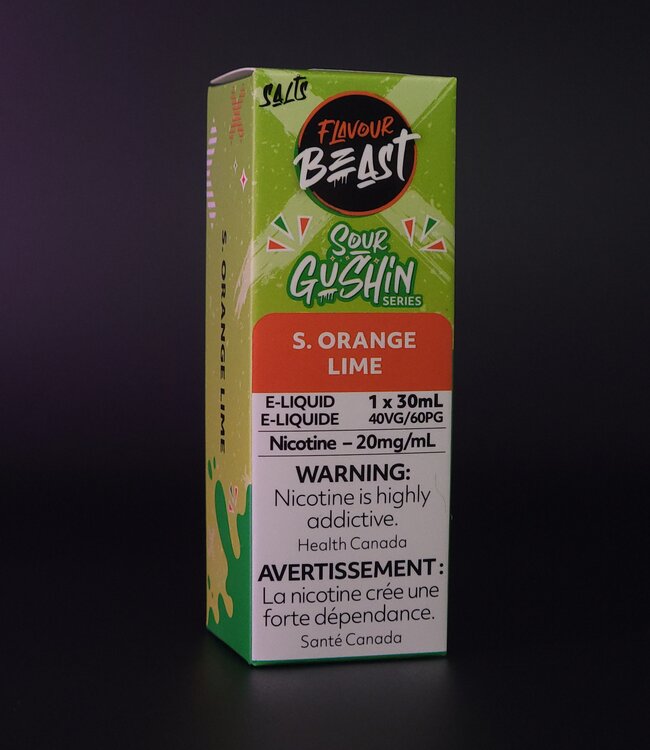 SALTS
FLAVOUR
BEAST
SOUR
GUSHIN
SERIES
S. ORANGE
LIME
E-LIQUID 1 x 30mL
E-LIQUIDE 40VG/60PG
Nicotine – 20mg/mL
WARNING:
Nicotine is highly
addictive.
Health Canada
AVERTISSEMENT :
La nicotine crée une
forte dépendance.
Santé Canada
S. ORANGE LIME